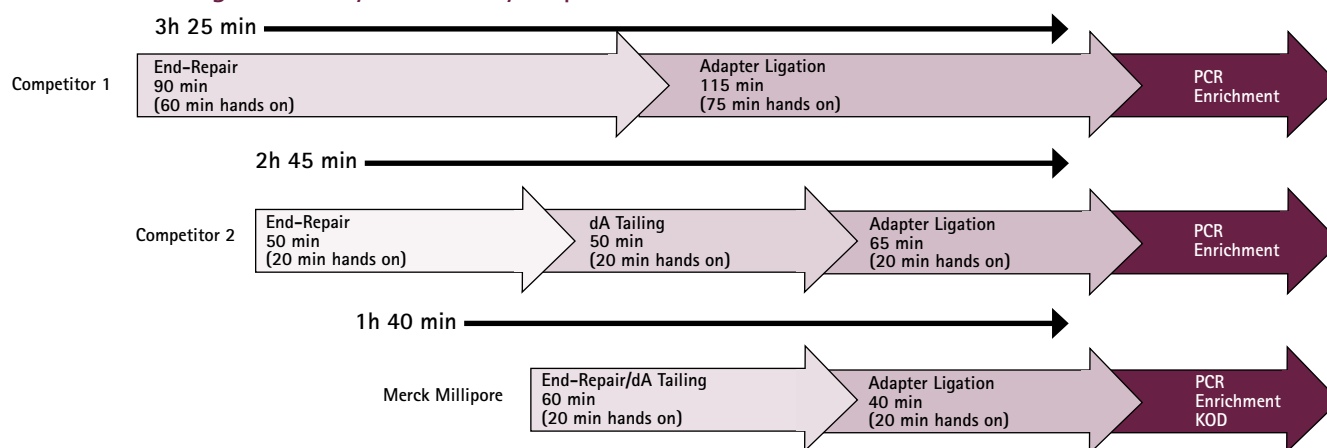 3h 25 min
Competitor 1
End-Repair
90 min
(60 min hands on)
Adapter Ligation
115 min
(75 min hands on)
PCR
Enrichment
2h 45 min
Competitor 2
End-Repair
50 min
(20 min hands on)
dA Tailing
50 min
(20 min hands on)
Adapter Ligation
65 min
(20 min hands on)
PCR
Enrichment
1h 40 min
Merck Millipore
End-Repair/dA Tailing
60 min
(20 min hands on)
Adapter Ligation
40 min
(20 min hands on)
PCR
Enrichment
KOD